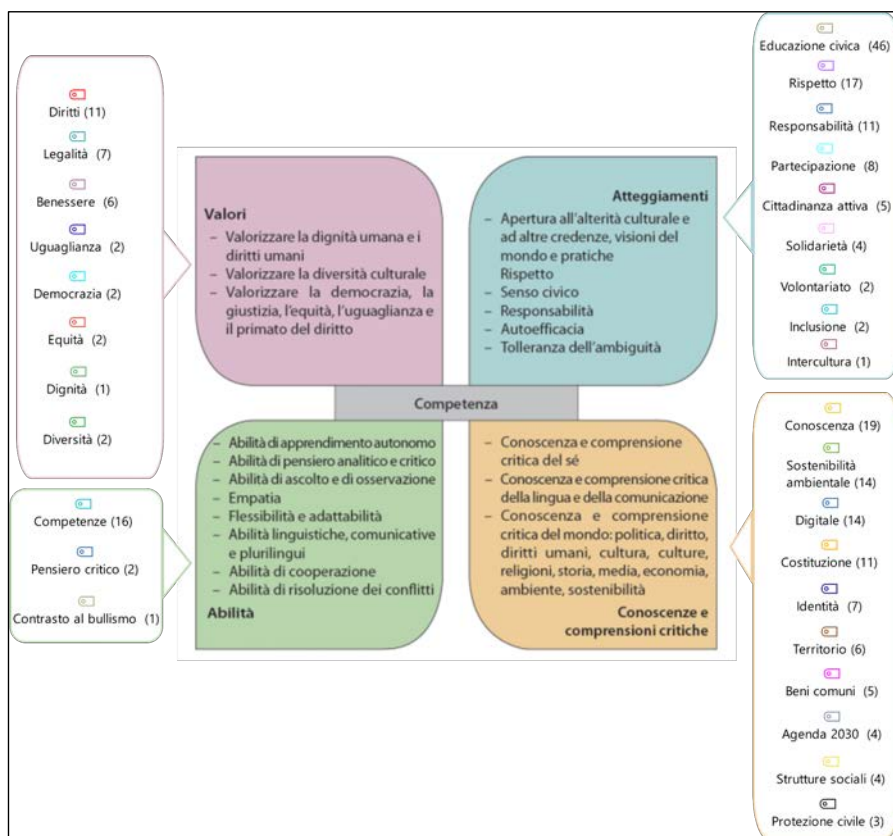 Diritti (11)
Legalità (7)
Benessere (6)
Uguaglianza (2)
Democrazia (2)
Equità (2)
Dignità (1)
Diversità (2)
Competenze (16)
Pensiero critico (2)
Contrasto al bullismo (1)
Valori
– Valorizzare la dignità umana e i
diritti umani
– Valorizzare la diversità culturale
– Valorizzare la democrazia, la
giustizia, l'equità, l'uguaglianza e
il primato del diritto
Atteggiamenti
– Apertura all'alterità culturale e
ad altre credenze, visioni del
mondo e pratiche
Rispetto
– Senso civico
– Responsabilità
– Autoefficacia
– Tolleranza dell'ambiguità
Competenza
– Abilità di apprendimento autonomo
– Abilità di pensiero analitico e critico
– Abilità di ascolto e di osservazione
– Empatia
– Flessibilità e adattabilità
– Abilità linguistiche, comunicative
e plurilingui
– Abilità di cooperazione
– Abilità di risoluzione dei conflitti
Abilità
– Conoscenza e comprensione
critica del sé
– Conoscenza e comprensione critica
della lingua e della comunicazione
– Conoscenza e comprensione
critica del mondo: politica, diritto,
diritti umani, cultura, culture,
religioni, storia, media, economia,
ambiente, sostenibilità
Conoscenze e
comprensioni critiche
Educazione civica (46)
Rispetto (17)
Responsabilità (11)
Partecipazione (8)
Cittadinanza attiva (5)
Solidarietà (4)
Volontariato (2)
Inclusione (2)
Intercultura (1)
Conoscenza (19)
Sostenibilità
ambientale (14)
Digitale (14)
Costituzione (11)
Identità (7)
Territorio (6)
Beni comuni (5)
Agenda 2030 (4)
Strutture sociali (4)
Protezione civile (3)